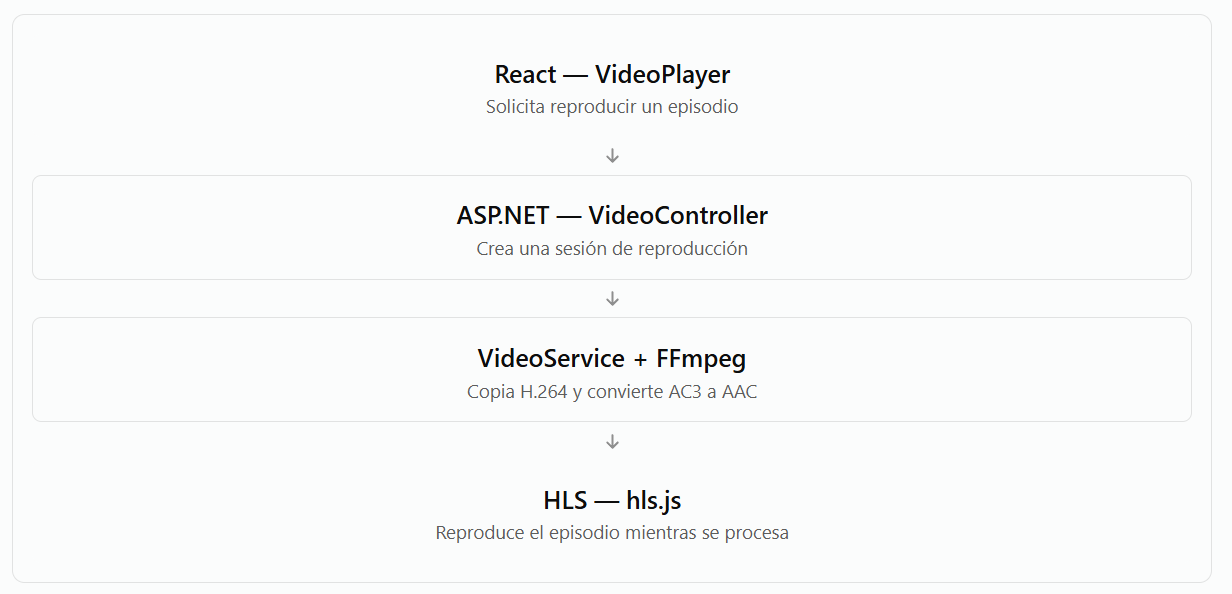 React — VideoPlayer
Solicita reproducir un episodio
↓
ASP.NET — VideoController
Crea una sesión de reproducción
↓
VideoService + FFmpeg
Copia H.264 y convierte AC3 a AAC
↓
HLS — hls.js
Reproduce el episodio mientras se procesa